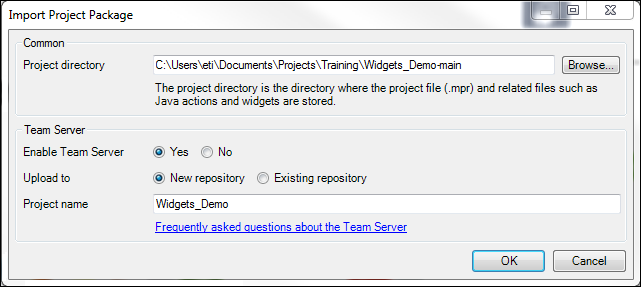 Import Project Package
Common
Project directory C:\Users\eti\Documents\Projects\Training\Widgets_Demo-main Browse...
The project directory is the directory where the project file (.mpr) and related files such as
Java actions and widgets are stored.
Team Server
Enable Team Server Yes No
Upload to New repository Existing repository
Project name Widgets_Demo
Frequently asked questions about the Team Server
OK Cancel